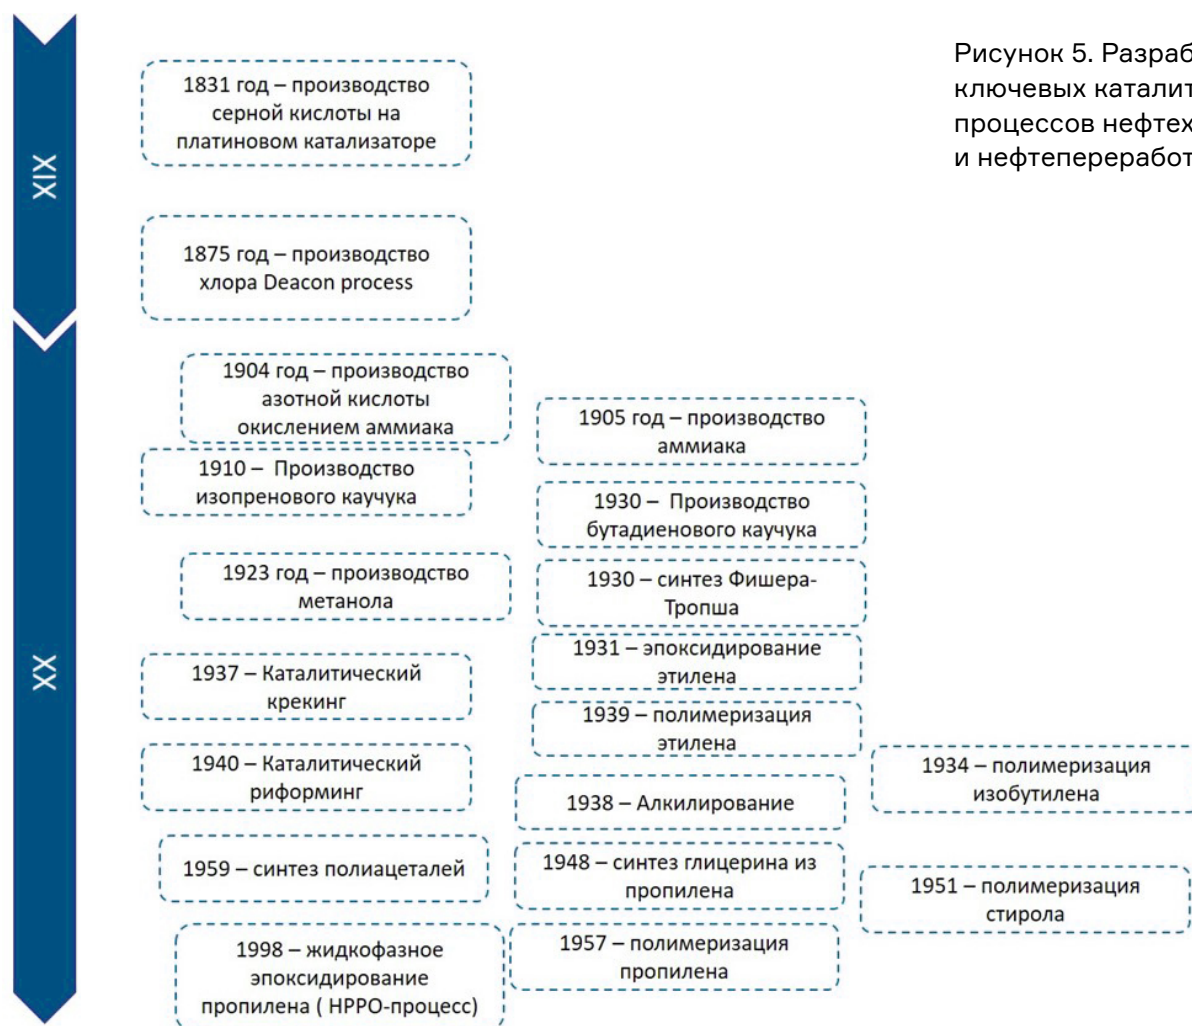 Рисунок 5. Разраб
ключевых каталит
процессов нефтех
и нефтепереработ
XIX
1831 год – производство
серной кислоты на
платиновом катализаторе
1875 год – производство
хлора Deacon process
XX
1904 год – производство
азотной кислоты
окислением аммиака
1905 год – производство
аммиака
1910 – Производство
изопренового каучука
1930 – Производство
бутадиенового каучука
1923 год – производство
метанола
1930 – синтез Фишера-
Тропша
1931 – эпоксидирование
этилена
1937 – Каталитический
крекинг
1939 – полимеризация
этилена
1934 – полимеризация
изобутилена
1940 – Каталитический
риформинг
1938 – Алкилирование
1959 – синтез полиацеталей
1948 – синтез глицерина из
пропилена
1951 – полимеризация
стирола
1998 – жидкофазное
эпоксидирование
пропилена ( НРРО-процесс)
1957 – полимеризация
пропилена